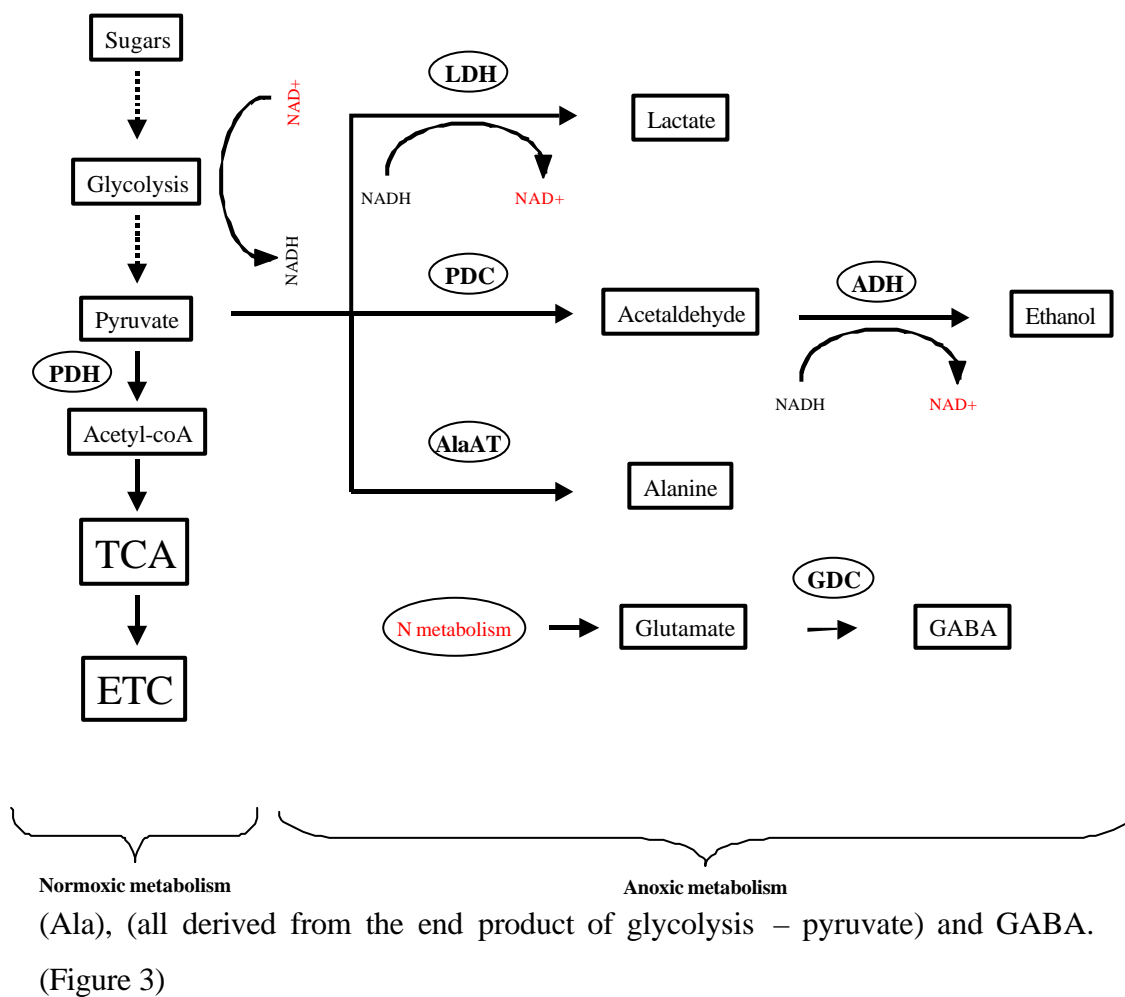 Sugars
LDH
NAD+
Lactate
Glycolysis
NADH
NAD+
NADH
PDC
ADH
Pyruvate
Acetaldehyde
Ethanol
PDH
NADH
NAD+
Acetyl-coA
AlaAT
Alanine
TCA
GDC
N metabolism
Glutamate
GABA
ETC
Normoxic metabolism
Anoxic metabolism
(Ala), (all derived from the end product of glycolysis – pyruvate) and GABA.
(Figure 3)